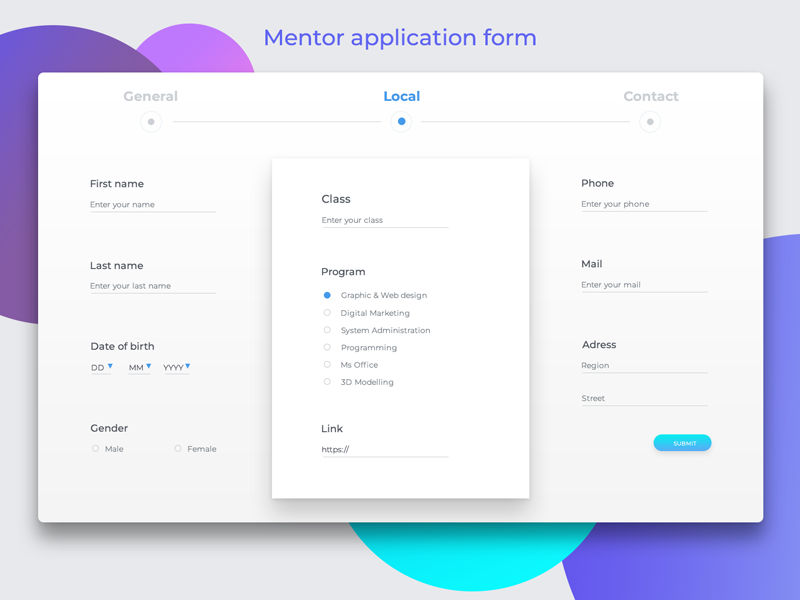 Mentor application form
General
Local
Contact
First name
Enter your name
Last name
Enter your last name
Date of birth
DD MM YYYY
Gender
Male Female
Class
Enter your class
Program
Graphic & Web design
Digital Marketing
System Administration
Programming
Ms Office
3D Modelling
Link
https://
Phone
Enter your phone
Mail
Enter your mail
Adress
Region
Street
SUBMIT